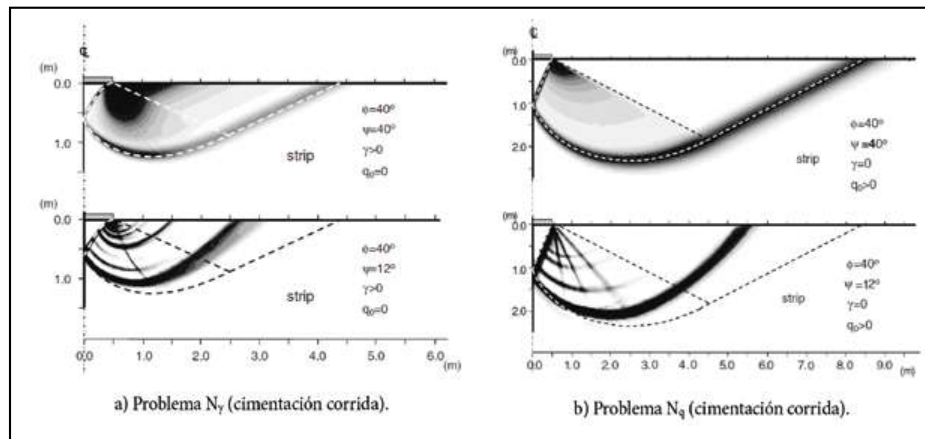 ℄
(m)
0.0
1.0
ϕ=40º
ψ=40º
γ>0
q₀=0
strip
(m)
0.0
1.0
ϕ=40º
ψ=12º
γ>0
q₀=0
strip
0.0 1.0 2.0 3.0 4.0 5.0 6.0
(m)
a) Problema Nγ (cimentación corrida).
℄
(m)
0.0
1.0
2.0
ϕ=40º
ψ=40º
γ=0
q₀>0
strip
(m)
0.0
1.0
2.0
ϕ=40º
ψ=12º
γ=0
q₀>0
strip
0.0 1.0 2.0 3.0 4.0 5.0 6.0 7.0 8.0 9.0
(m)
b) Problema Nq (cimentación corrida).